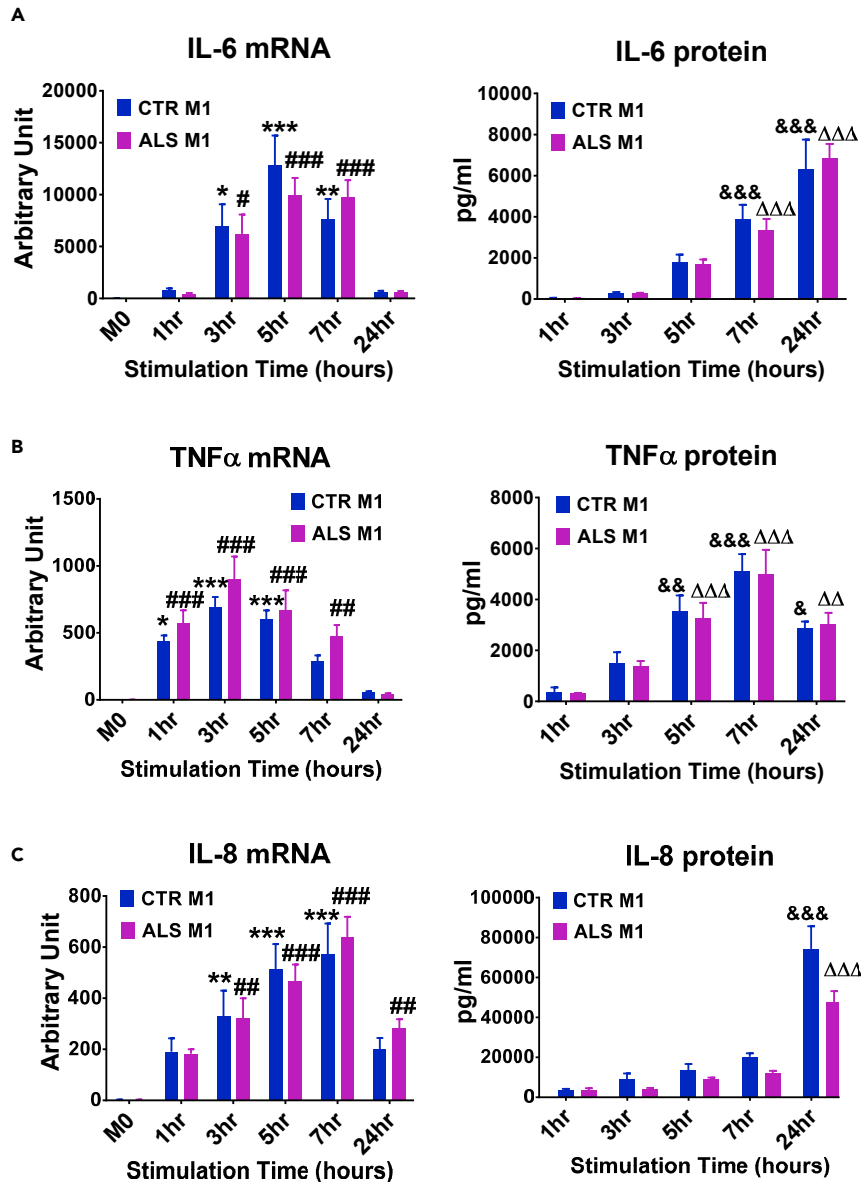 A
IL-6 mRNA
Arbitrary Unit
20000
15000
10000
5000
0
CTR M1
ALS M1
* # *** ### ** ###
M0 1hr 3hr 5hr 7hr 24hr
Stimulation Time (hours)
IL-6 protein
pg/ml
10000
8000
6000
4000
2000
0
CTR M1
ALS M1
&&& ΔΔΔ &&& ΔΔΔ
1hr 3hr 5hr 7hr 24hr
Stimulation Time (hours)
B
TNFα mRNA
Arbitrary Unit
1500
1000
500
0
CTR M1
ALS M1
* ### *** ### *** ### ##
M0 1hr 3hr 5hr 7hr 24hr
Stimulation Time (hours)
TNFα protein
pg/ml
8000
6000
4000
2000
0
CTR M1
ALS M1
&& ΔΔΔ &&& ΔΔΔ & ΔΔ
1hr 3hr 5hr 7hr 24hr
Stimulation Time (hours)
C
IL-8 mRNA
Arbitrary Unit
800
600
400
200
0
CTR M1
ALS M1
** ## *** ### *** ### ##
M0 1hr 3hr 5hr 7hr 24hr
Stimulation Time (hours)
IL-8 protein
pg/ml
100000
80000
60000
40000
20000
0
CTR M1
ALS M1
&&& ΔΔΔ
1hr 3hr 5hr 7hr 24hr
Stimulation Time (hours)